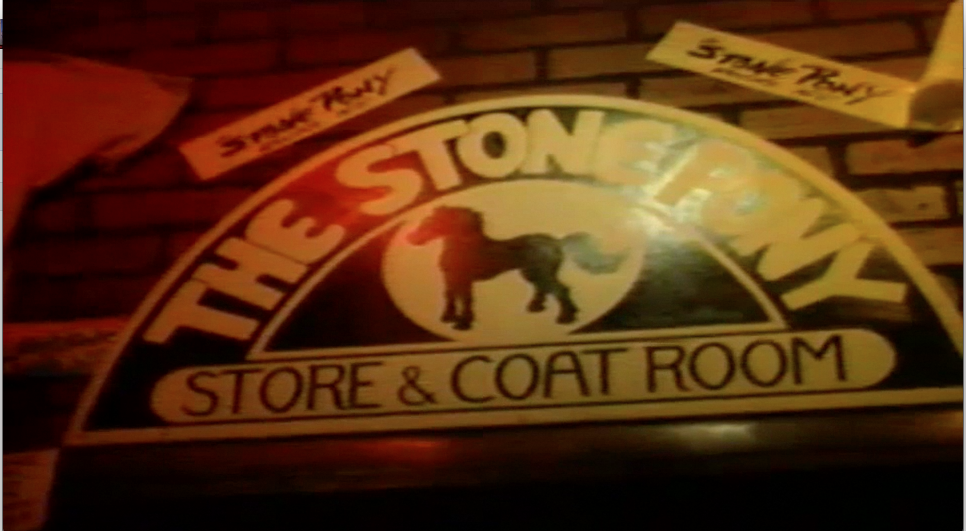 STONE PONY
STONE PONY
THE STONE PONY
STORE & COAT ROOM